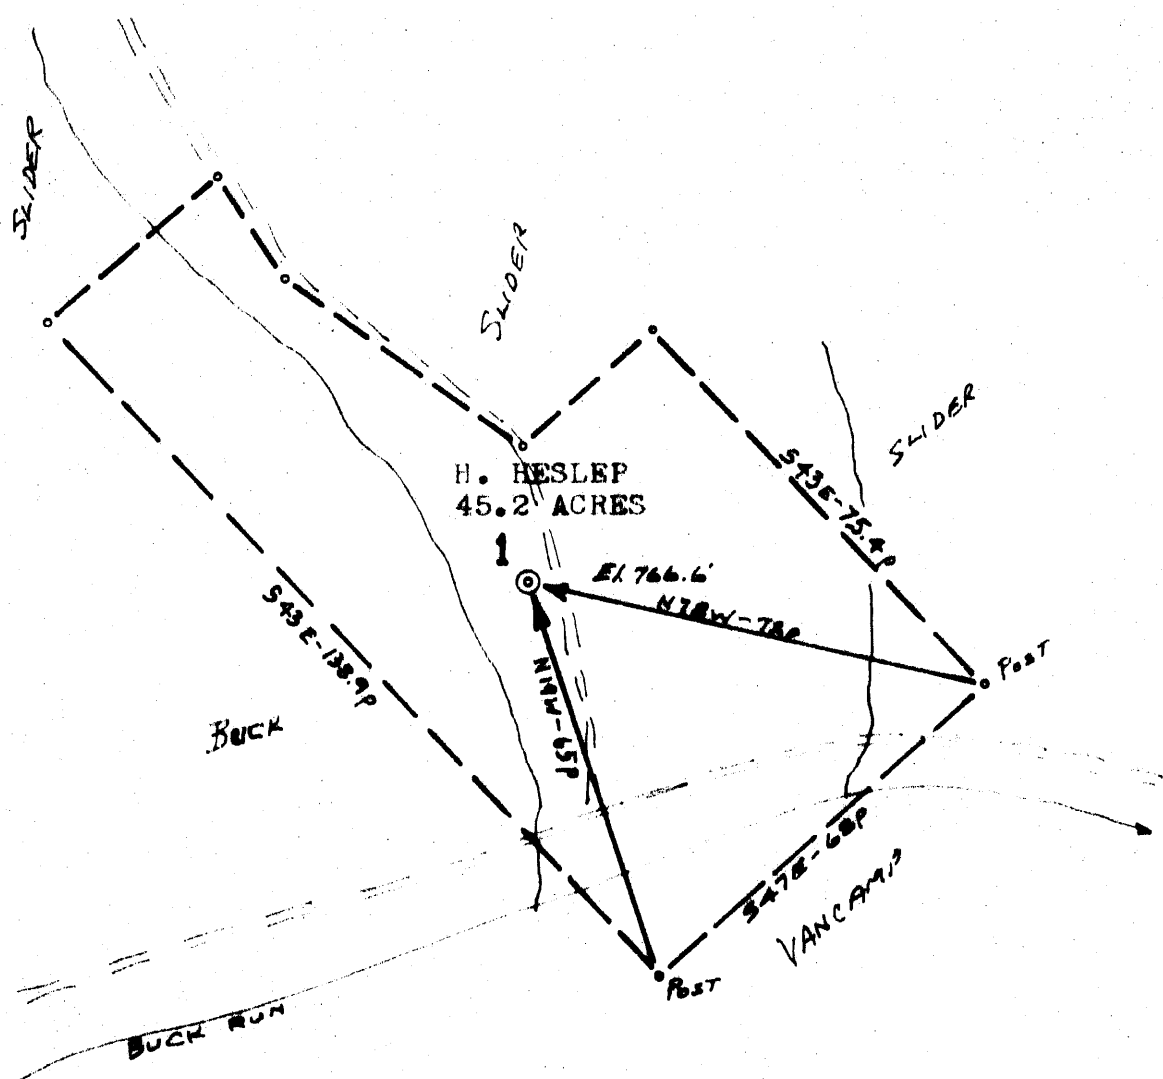 SLIDER
SLIDER
SLIDER
H. HESLEP
45.2 ACRES
1
S43E-75.4P
El. 766.6'
N78W-78P
S43E-138.9P
N19W-65P
Post
Buck
S47E-68P
VANCAMP
Post
BUCK RUN